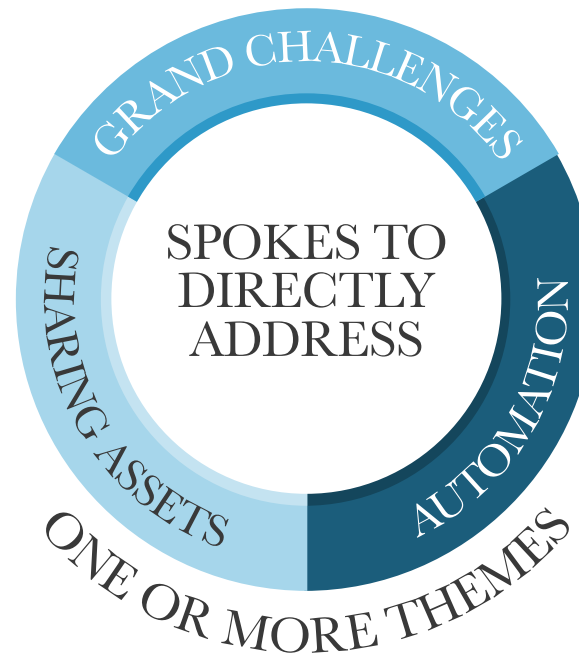 GRAND CHALLENGES
SPOKES TO
DIRECTLY
ADDRESS
SHARING ASSETS
AUTOMATION
ONE OR MORE THEMES